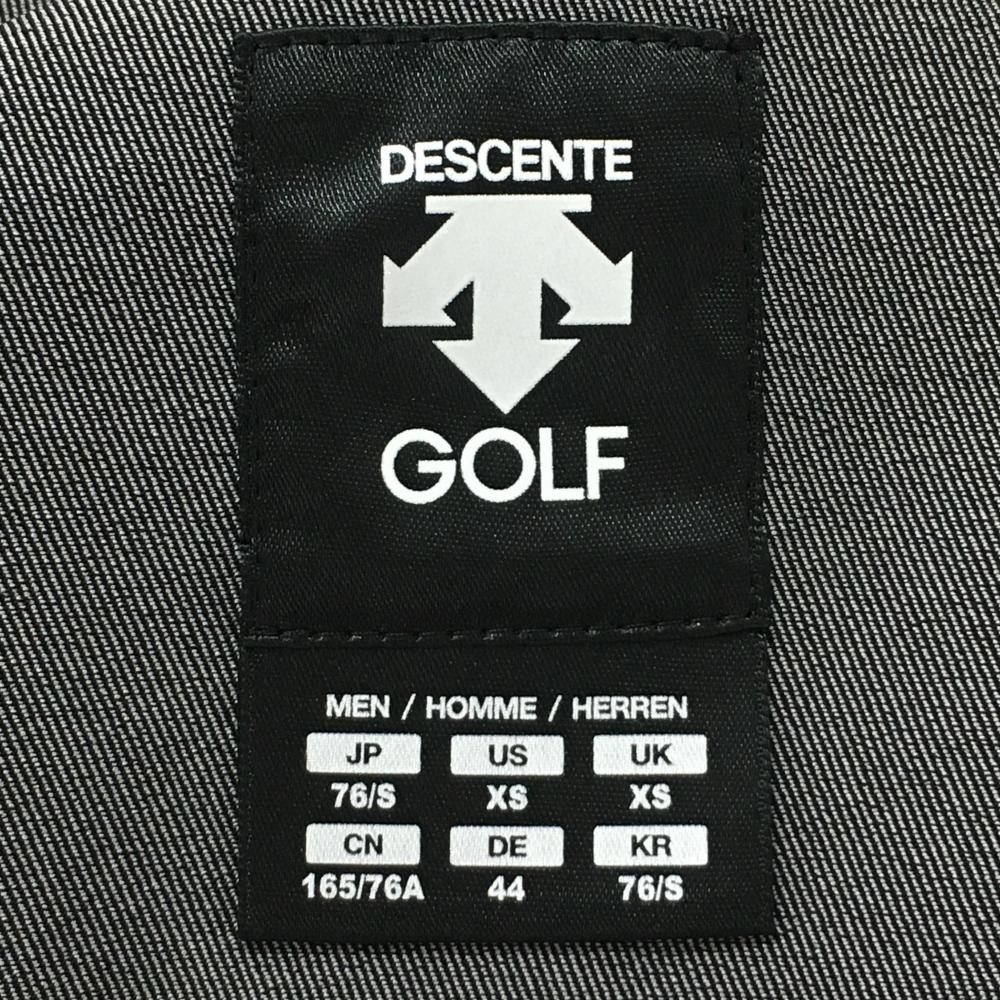 DESCENTE
GOLF
MEN / HOMME / HERREN
JP US UK
76/S XS XS
CN DE KR
165/76A 44 76/S